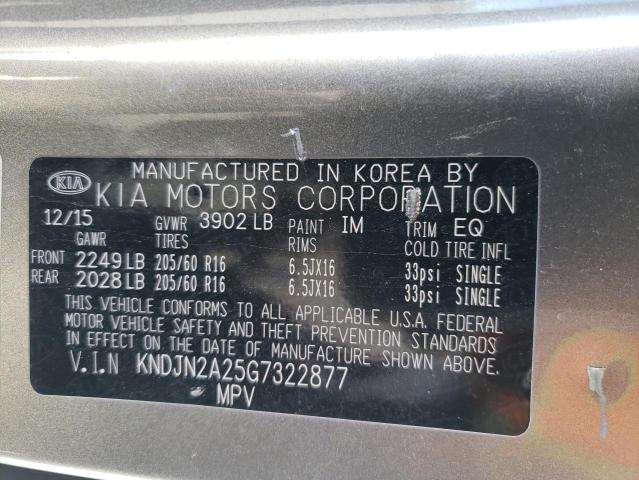 MANUFACTURED IN KOREA BY
KIA KIA MOTORS CORPORATION
12/15 GVWR 3902 LB PAINT IM TRIM EQ
GAWR TIRES RIMS COLD TIRE INFL
FRONT 2249LB 205/60 R16 6.5JX16 33psi SINGLE
REAR 2028LB 205/60 R16 6.5JX16 33psi SINGLE
THIS VEHICLE CONFORMS TO ALL APPLICABLE U.S.A. FEDERAL
MOTOR VEHICLE SAFETY AND THEFT PREVENTION STANDARDS
IN EFFECT ON THE DATE OF MANUFACTURE SHOWN ABOVE.
V.I.N KNDJN2A25G7322877
MPV